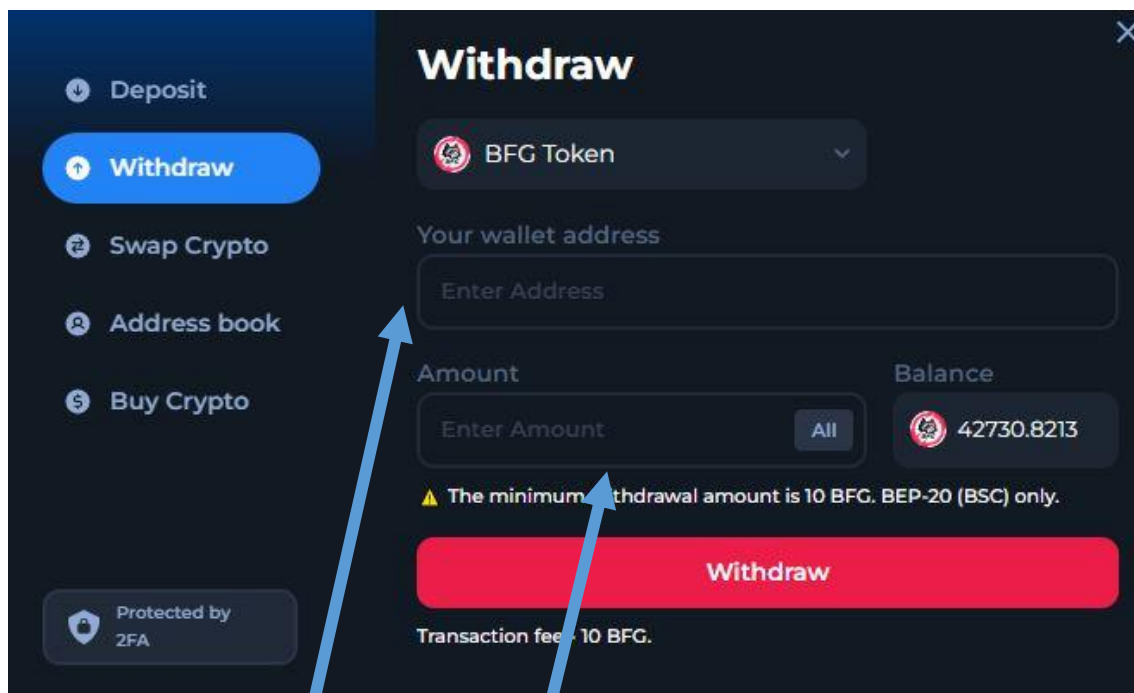 Deposit
Withdraw
Swap Crypto
Address book
Buy Crypto
Protected by
2FA
Withdraw
BFG Token
Your wallet address
Enter Address
Amount
Balance
Enter Amount
All
42730.8213
The minimum withdrawal amount is 10 BFG. BEP-20 (BSC) only.
Withdraw
Transaction fee - 10 BFG.